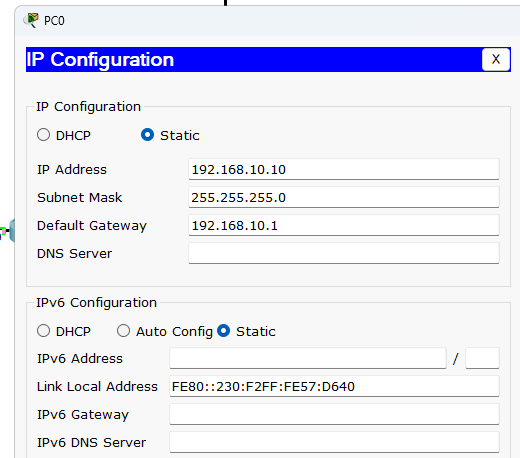 PC0
IP Configuration
X
IP Configuration
DHCP Static
IP Address 192.168.10.10
Subnet Mask 255.255.255.0
Default Gateway 192.168.10.1
DNS Server
IPv6 Configuration
DHCP Auto Config Static
IPv6 Address /
Link Local Address FE80::230:F2FF:FE57:D640
IPv6 Gateway
IPv6 DNS Server